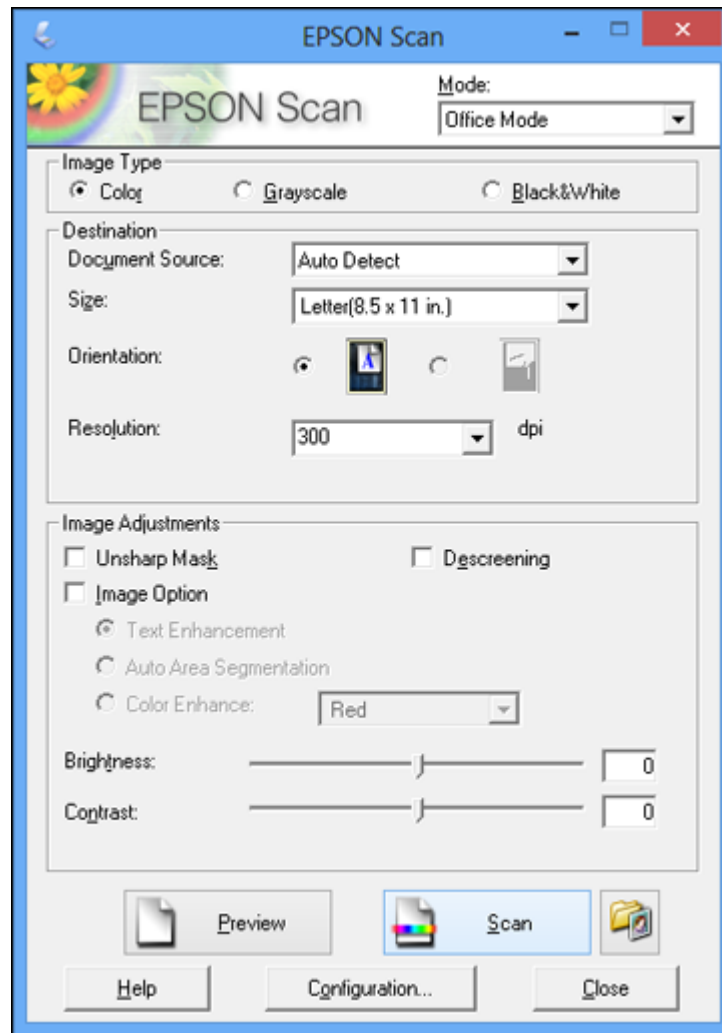 EPSON Scan
EPSON Scan
Mode:
Office Mode
Image Type
Color Grayscale Black&White
Destination
Document Source: Auto Detect
Size: Letter(8.5 x 11 in.)
Orientation: A
Resolution: 300 dpi
Image Adjustments
Unsharp Mask Descreening
Image Option
Text Enhancement
Auto Area Segmentation
Color Enhance: Red
Brightness: 0
Contrast: 0
Preview Scan
Help Configuration... Close